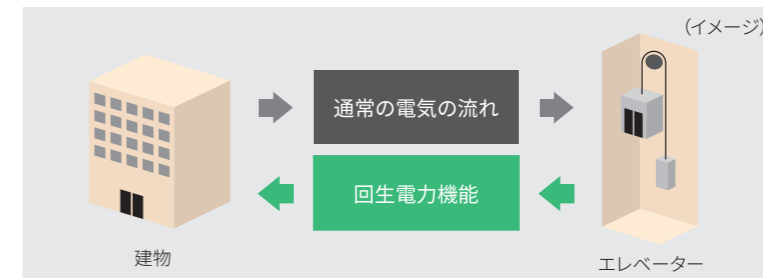 （イメージ）
通常の電気の流れ
回生電力機能
建物
エレベーター